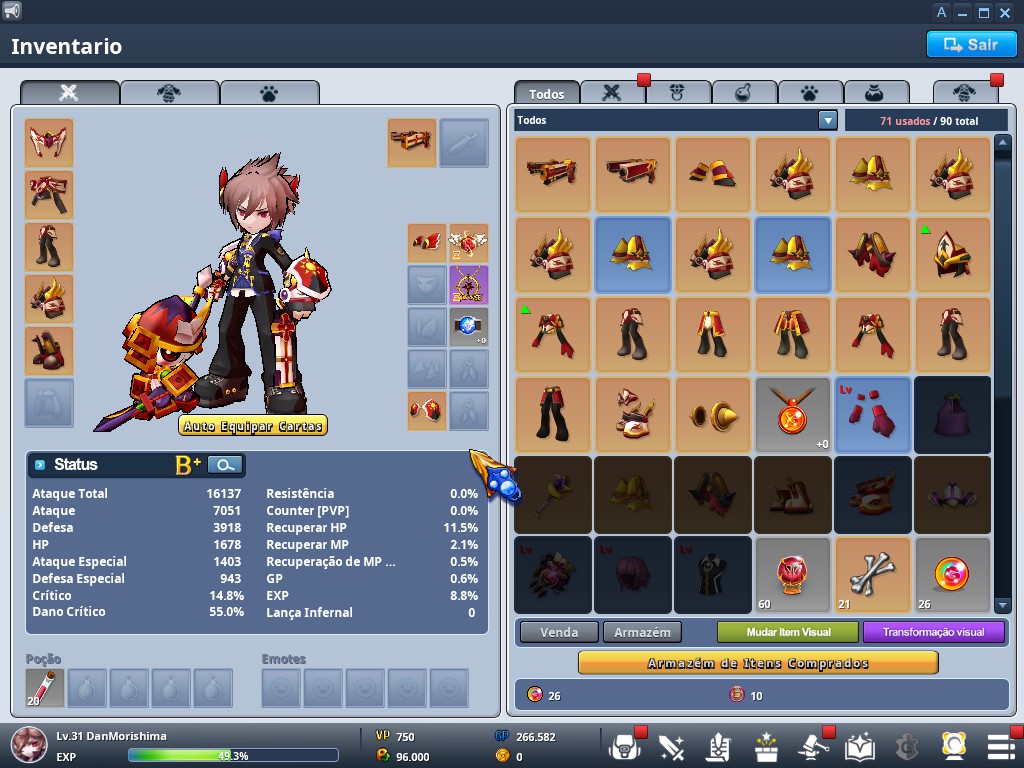 A
Inventario
Sair
Todos
Todos
71 usados / 90 total
+0
+0
Lv
Lv
Lv
Lv
60
21
26
Auto Equipar Cartas
Status
B+
Ataque Total 16137
Ataque 7051
Defesa 3918
HP 1678
Ataque Especial 1403
Defesa Especial 943
Crítico 14.8%
Dano Crítico 55.0%
Resistência 0.0%
Counter [PVP] 0.0%
Recuperar HP 11.5%
Recuperar MP 2.1%
Recuperação de MP ... 0.5%
GP 0.6%
EXP 8.8%
Lança Infernal 0
Poção
20
Emotes
Venda
Armazém
Mudar Item Visual
Transformação visual
Armazém de Itens Comprados
26
10
Lv.31 DanMorishima
EXP
49.3%
VP 750
96.000
GP 266.582
0